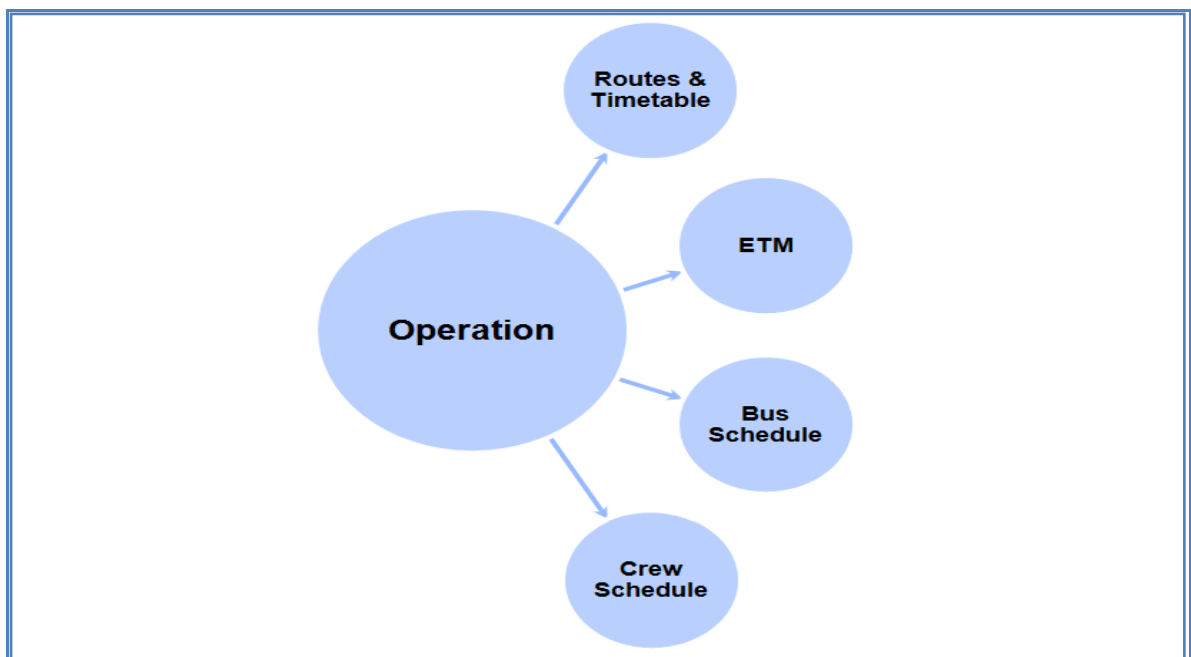 Routes &
Timetable
ETM
Operation
Bus
Schedule
Crew
Schedule